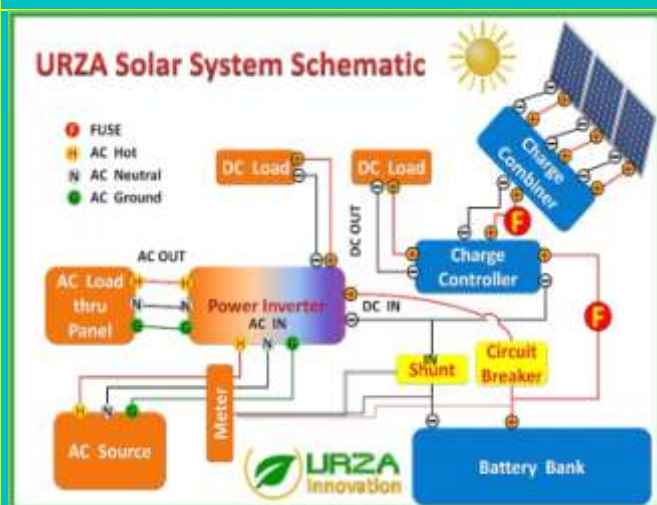 URZA Solar System Schematic
F FUSE
H AC Hot
N AC Neutral
G AC Ground
DC Load
DC Load
Charge
Combiner
F
DC OUT
Charge
Controller
AC OUT
AC Load
thru
Panel
H H
N N
G G
Power Inverter
AC IN
H N G
DC IN
F
IN
Shunt
Circuit
Breaker
Meter
H N G
AC Source
URZA
innovation
Battery Bank